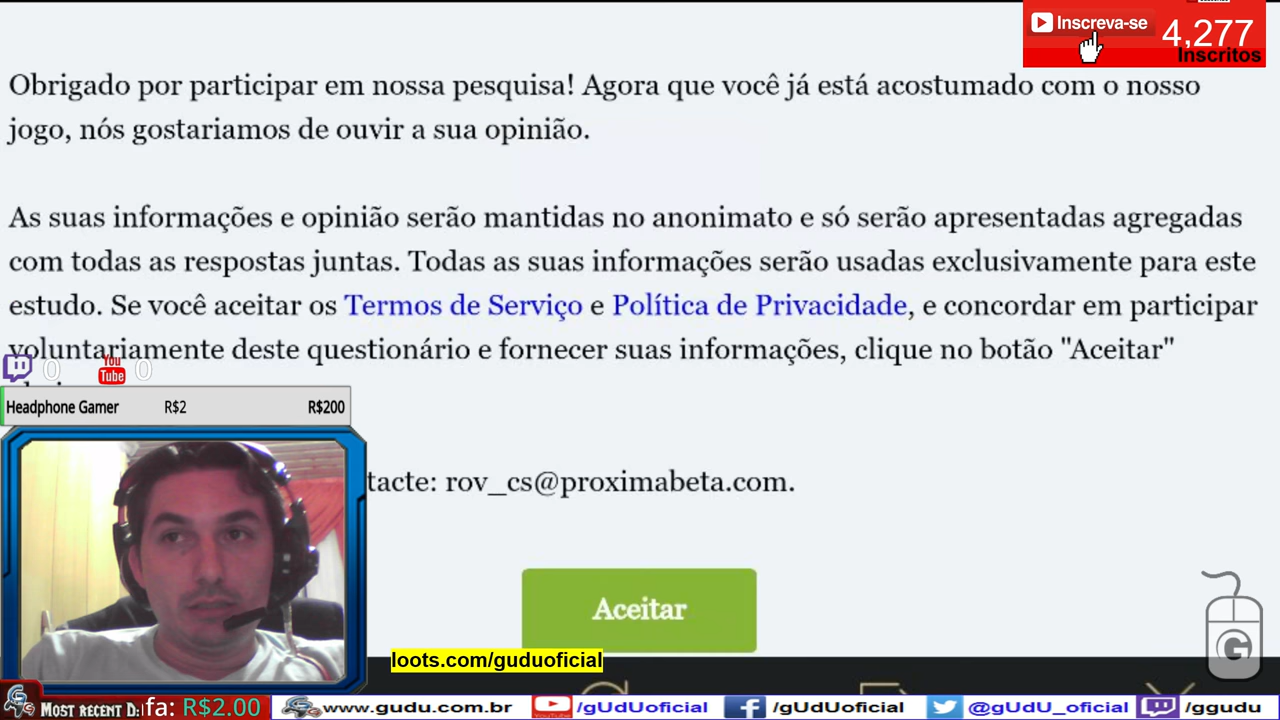 Inscreva-se
4,277
Inscritos
Obrigado por participar em nossa pesquisa! Agora que você já está acostumado com o nosso
jogo, nós gostariamos de ouvir a sua opinião.
As suas informações e opinião serão mantidas no anonimato e só serão apresentadas agregadas
com todas as respostas juntas. Todas as suas informações serão usadas exclusivamente para este
estudo. Se você aceitar os Termos de Serviço e Política de Privacidade, e concordar em participar
voluntariamente deste questionário e fornecer suas informações, clique no botão "Aceitar"
0 You Tube 0
Headphone Gamer R$2 R$200
tacte: rov_cs@proximabeta.com.
Aceitar
G
loots.com/guduoficial
Most recent D: fa: R$2.00 www.gudu.com.br YouTube /gUdUoficial /gUdUoficial @gUdU_oficial /ggudu